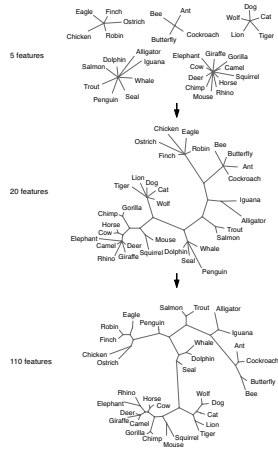 Eagle
Finch
Ostrich
Chicken
Robin
Bee
Ant
Butterfly
Cockroach
Dog
Wolf
Cat
Lion
Tiger
5 features
Alligator
Dolphin
Iguana
Salmon
Whale
Trout
Seal
Penguin
Elephant
Giraffe
Gorilla
Cow
Camel
Deer
Squirrel
Chimp
Horse
Mouse
Rhino
Chicken
Eagle
Ostrich
Robin
Finch
Bee
Butterfly
Ant
Cockroach
20 features
Lion
Dog
Tiger
Cat
Wolf
Gorilla
Chimp
Horse
Cow
Elephant
Camel
Deer
Rhino
Giraffe
Mouse
Squirrel
Dolphin
Whale
Seal
Penguin
Iguana
Alligator
Trout
Salmon
110 features
Salmon
Trout
Alligator
Eagle
Penguin
Robin
Iguana
Finch
Whale
Ant
Chicken
Dolphin
Cockroach
Ostrich
Seal
Butterfly
Bee
Horse
Wolf
Rhino
Cow
Dog
Elephant
Cat
Deer
Giraffe
Camel
Lion
Gorilla
Tiger
Chimp
Squirrel
Mouse